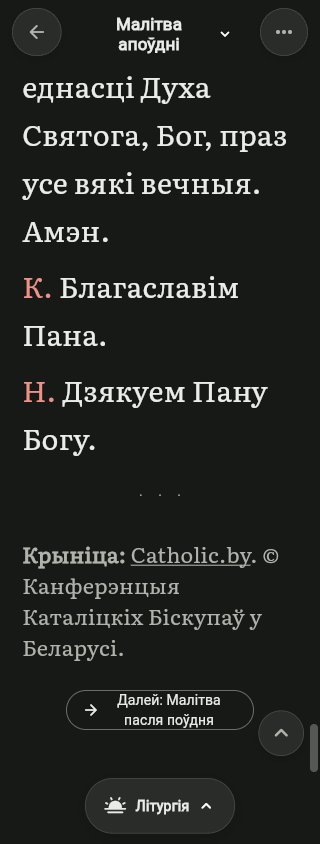 Малітва
апоўдні
еднасці Духа
Святога, Бог, праз
усе вякі вечныя.
Амэн.
К. Благаславім
Пана.
Н. Дзякуем Пану
Богу.
. . .
Крыніца: Catholic.by. ©
Канферэнцыя
Каталіцкіх Біскупаў у
Беларусі.
Далей: Малітва
пасля поўдня
Літургія